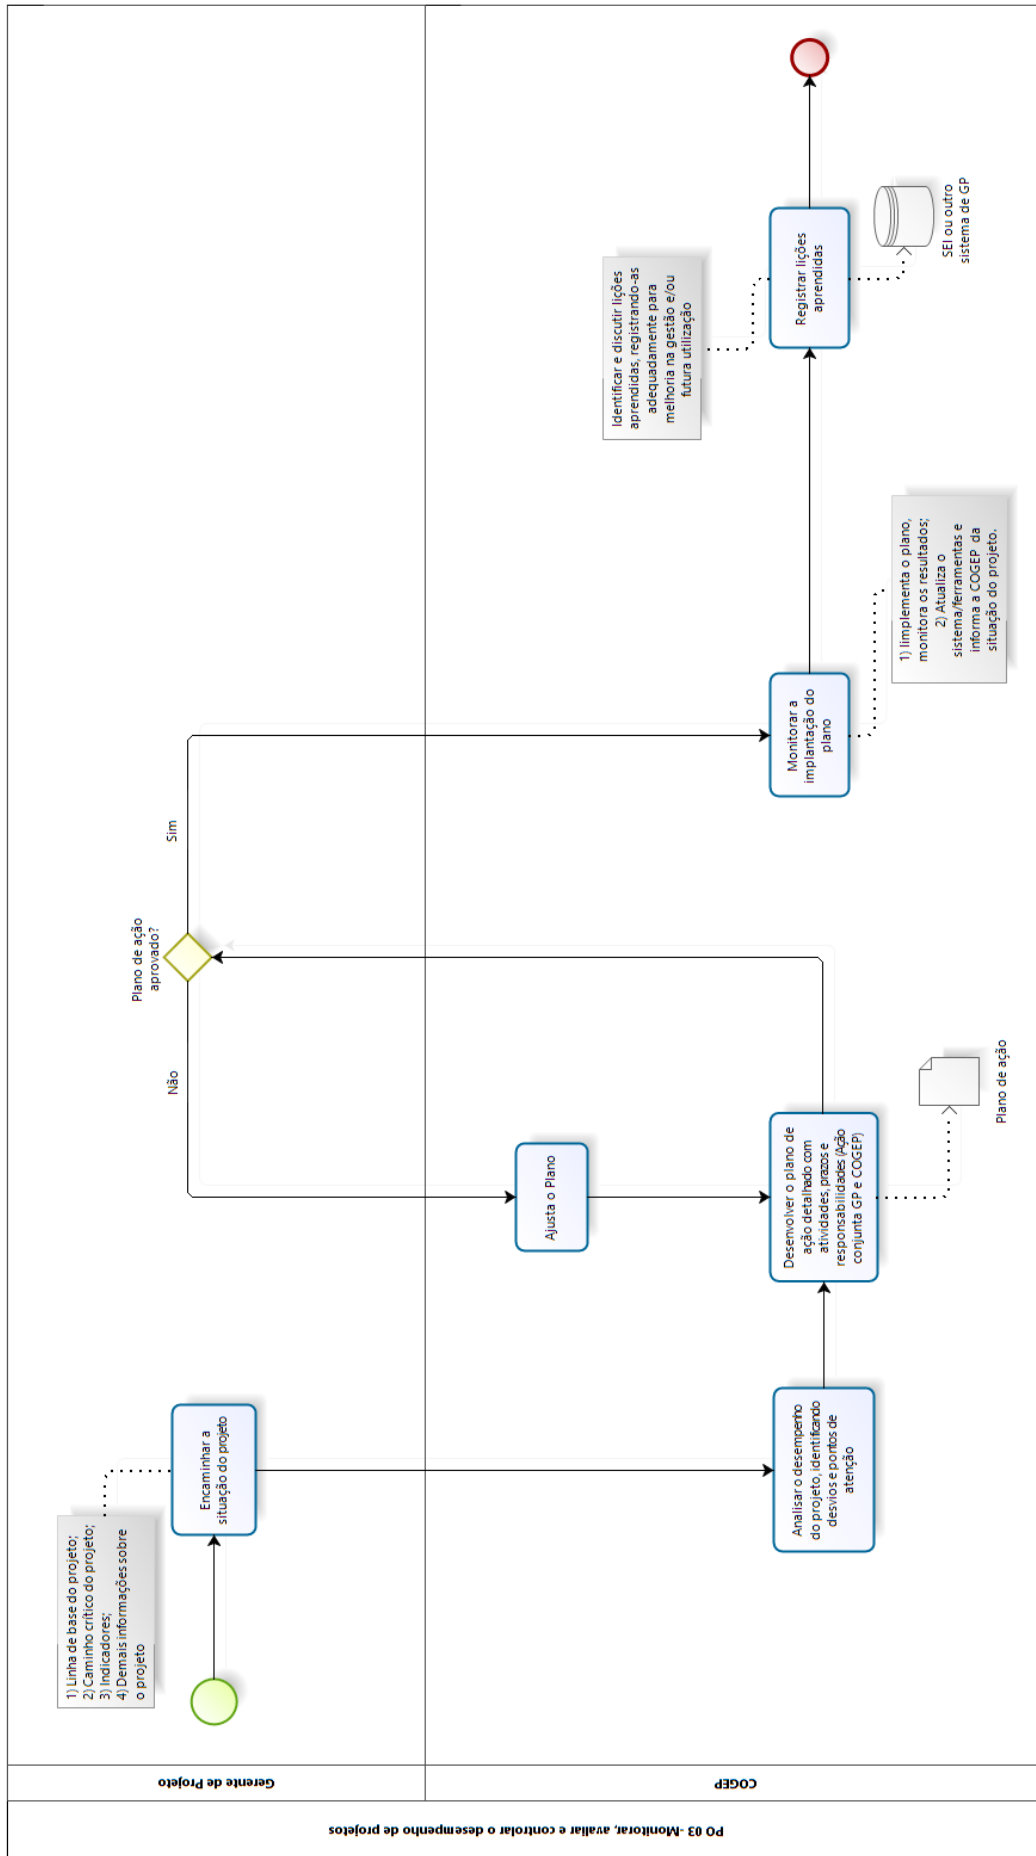 PO 03 - Monitorar, avaliar e controlar o desempenho de projetos
Gerente de Projeto
1) Linha de base do projeto;
2) Caminho crítico do projeto;
3) Indicadores;
4) Demais informações sobre
o projeto
Encaminhar a
situação do projeto
Não
Plano de ação
aprovado?
Sim
COGEP
Analisar o desempenho
do projeto, identificando
desvios e pontos de
atenção
Ajusta o Plano
Desenvolver o plano de
ação detalhado com
atividades, prazos e
responsabilidades (Ação
conjunta GP e COGEP)
Plano de ação
Monitorar a
implantação do
plano
1) Iimplementa o plano,
monitora os resultados;
2) Atualiza o
sistema/ferramentas e
informa a COGEP da
situação do projeto.
Identificar e discutir lições
aprendidas, registrando-as
adequadamente para
melhoria na gestão e/ou
futura utilização
Registrar lições
aprendidas
SEI ou outro
sistema de GP